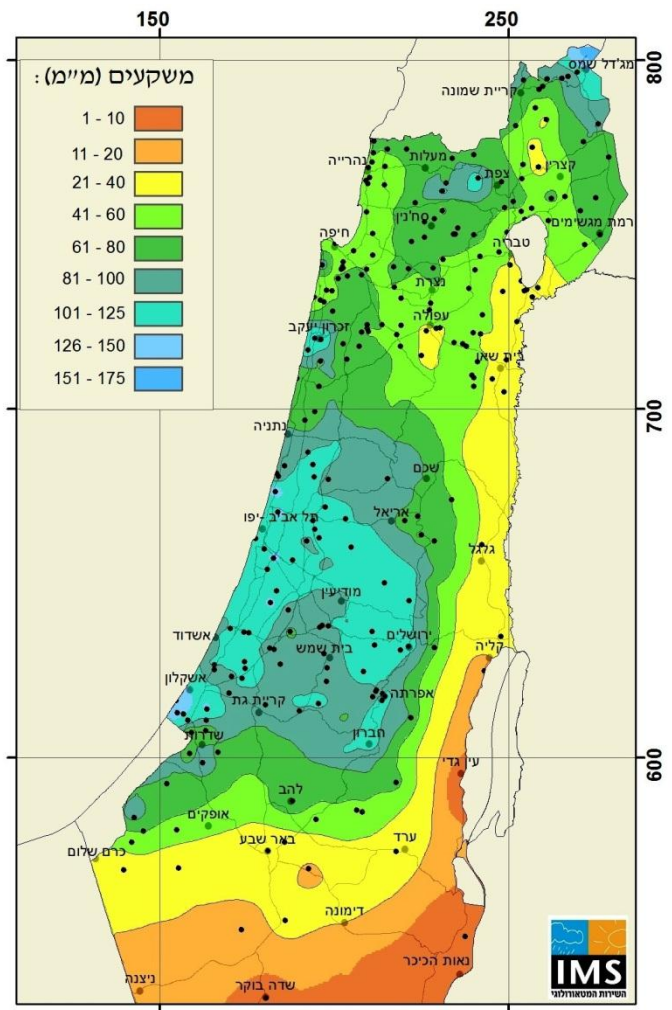 150
250
משקעים (מ״מ):
1 - 10
11 - 20
21 - 40
41 - 60
61 - 80
81 - 100
101 - 125
126 - 150
151 - 175
800
700
600
מג'דל שמס
קריית שמונה
נהרייה
מעלות
צפת
קצרין
סח'נין
רמת מגשימים
חיפה
טבריה
נצרת
זכרון יעקב
עפולה
בית שאן
נתניה
שכם
אריאל
תל אביב -יפו
גלגל
מודיעין
אשדוד
ירושלים
בית שמש
קליה
אשקלון
קריית גת
אפרתה
שדרות
חברון
עין גדי
להב
אופקים
באר שבע
ערד
כרם שלום
דימונה
נאות הכיכר
ניצנה
שדה בוקר
IMS
השירות המטאורולוגי